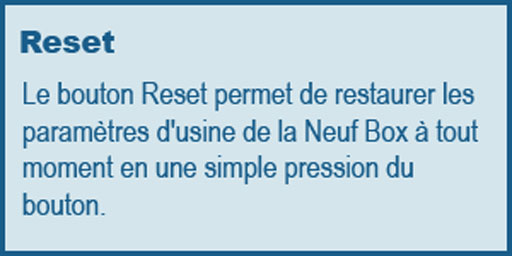 Reset
Le bouton Reset permet de restaurer les
paramètres d'usine de la Neuf Box à tout
moment en une simple pression du
bouton.